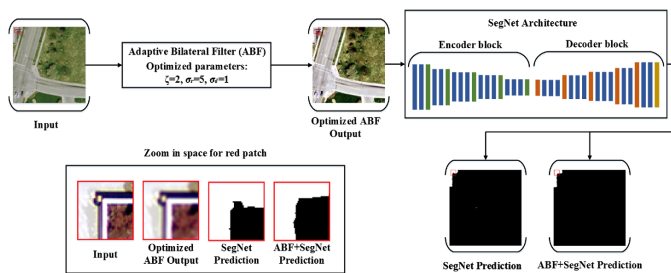 SegNet Architecture
Adaptive Bilateral Filter (ABF)
Optimized parameters:
ζ=2, σᵣ=5, σ_d=1
Encoder block
Decoder block
Input
Optimized ABF
Output
Zoom in space for red patch
Input
Optimized
ABF Output
SegNet
Prediction
ABF+SegNet
Prediction
SegNet Prediction
ABF+SegNet Prediction